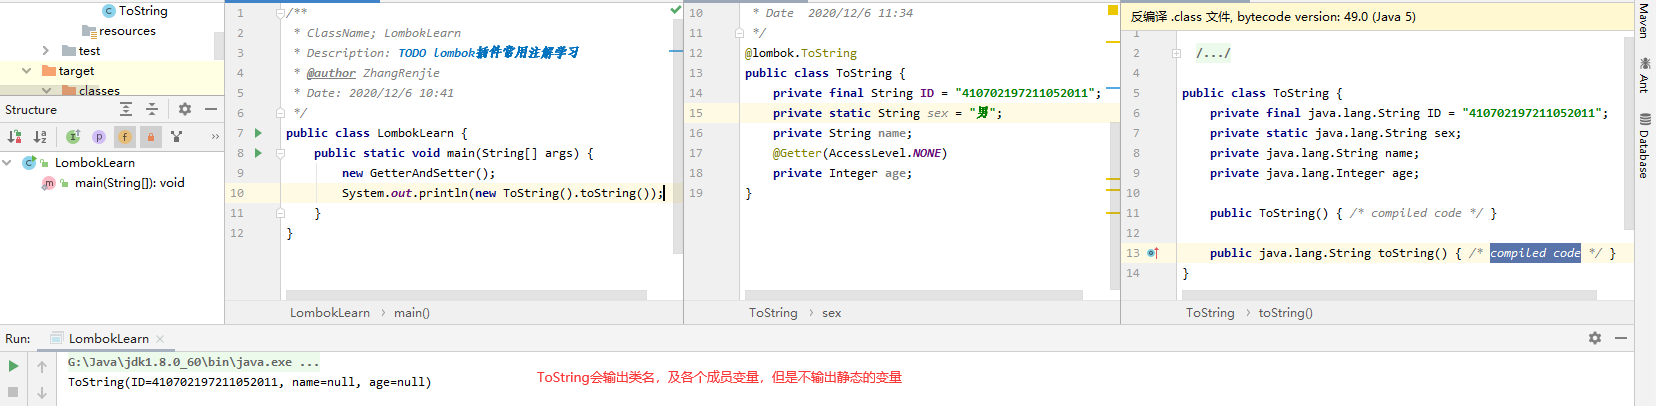 ToString
resources
test
target
classes
Structure
LombokLearn
main(String[]): void
1 /**
2 * ClassName; LombokLearn
3 * Description: TODO lombok插件常用注解学习
4 * @author ZhangRenjie
5 * Date: 2020/12/6 10:41
6 */
7 public class LombokLearn {
8 public static void main(String[] args) {
9 new GetterAndSetter();
10 System.out.println(new ToString().toString());
11 }
12 }
LombokLearn > main()
10 * Date 2020/12/6 11:34
11 */
12 @lombok.ToString
13 public class ToString {
14 private final String ID = "410702197211052011";
15 private static String sex = "男";
16 private String name;
17 @Getter(AccessLevel.NONE)
18 private Integer age;
19 }
ToString > sex
反编译 .class 文件, bytecode version: 49.0 (Java 5)
1
2 /.../
5 public class ToString {
6 private final java.lang.String ID = "410702197211052011";
7 private static java.lang.String sex;
8 private java.lang.String name;
9 private java.lang.Integer age;
10
11 public ToString() { /* compiled code */ }
12
13 public java.lang.String toString() { /* compiled code */ }
14 }
ToString > toString()
Maven
Ant
Database
Run: LombokLearn
G:\Java\jdk1.8.0_60\bin\java.exe ...
ToString(ID=410702197211052011, name=null, age=null)
ToString会输出类名，及各个成员变量，但是不输出静态的变量